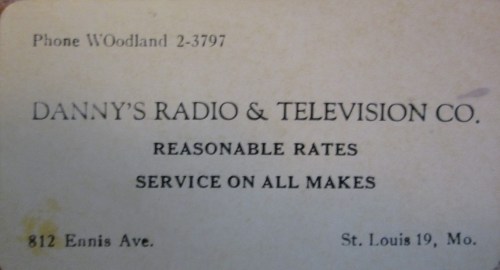 Phone WOodland 2-3797
DANNY'S RADIO & TELEVISION CO.
REASONABLE RATES
SERVICE ON ALL MAKES
812 Ennis Ave. St. Louis 19, Mo.